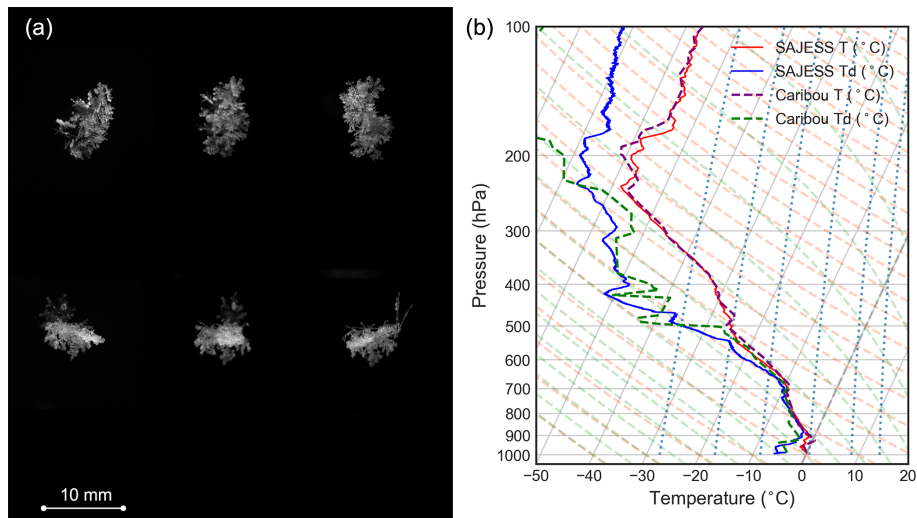 (a)
10 mm
(b)
SAJESS T (°C)
SAJESS Td (°C)
Caribou T (°C)
Caribou Td (°C)
Pressure (hPa)
100
200
300
400
500
600
700
800
900
1000
−50
−40
−30
−20
−10
0
10
20
Temperature (°C)